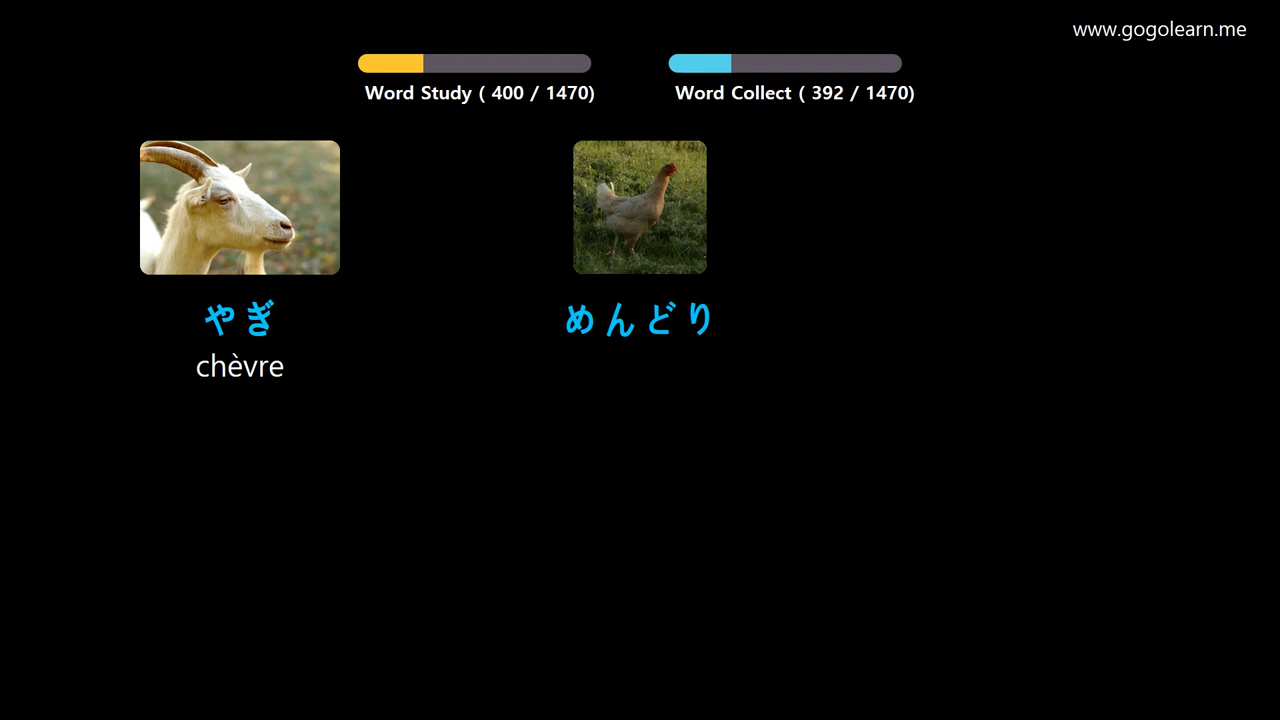 www.gogolearn.me
Word Study ( 400 / 1470)
Word Collect ( 392 / 1470)
やぎ
めんどり
chèvre